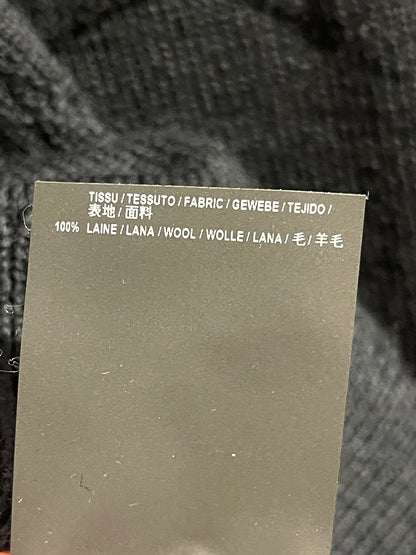 TISSU / TESSUTO / FABRIC / GEWEBE / TEJIDO /
表地 / 面料
100% LAINE / LANA / WOOL / WOLLE / LANA / 毛 / 羊毛